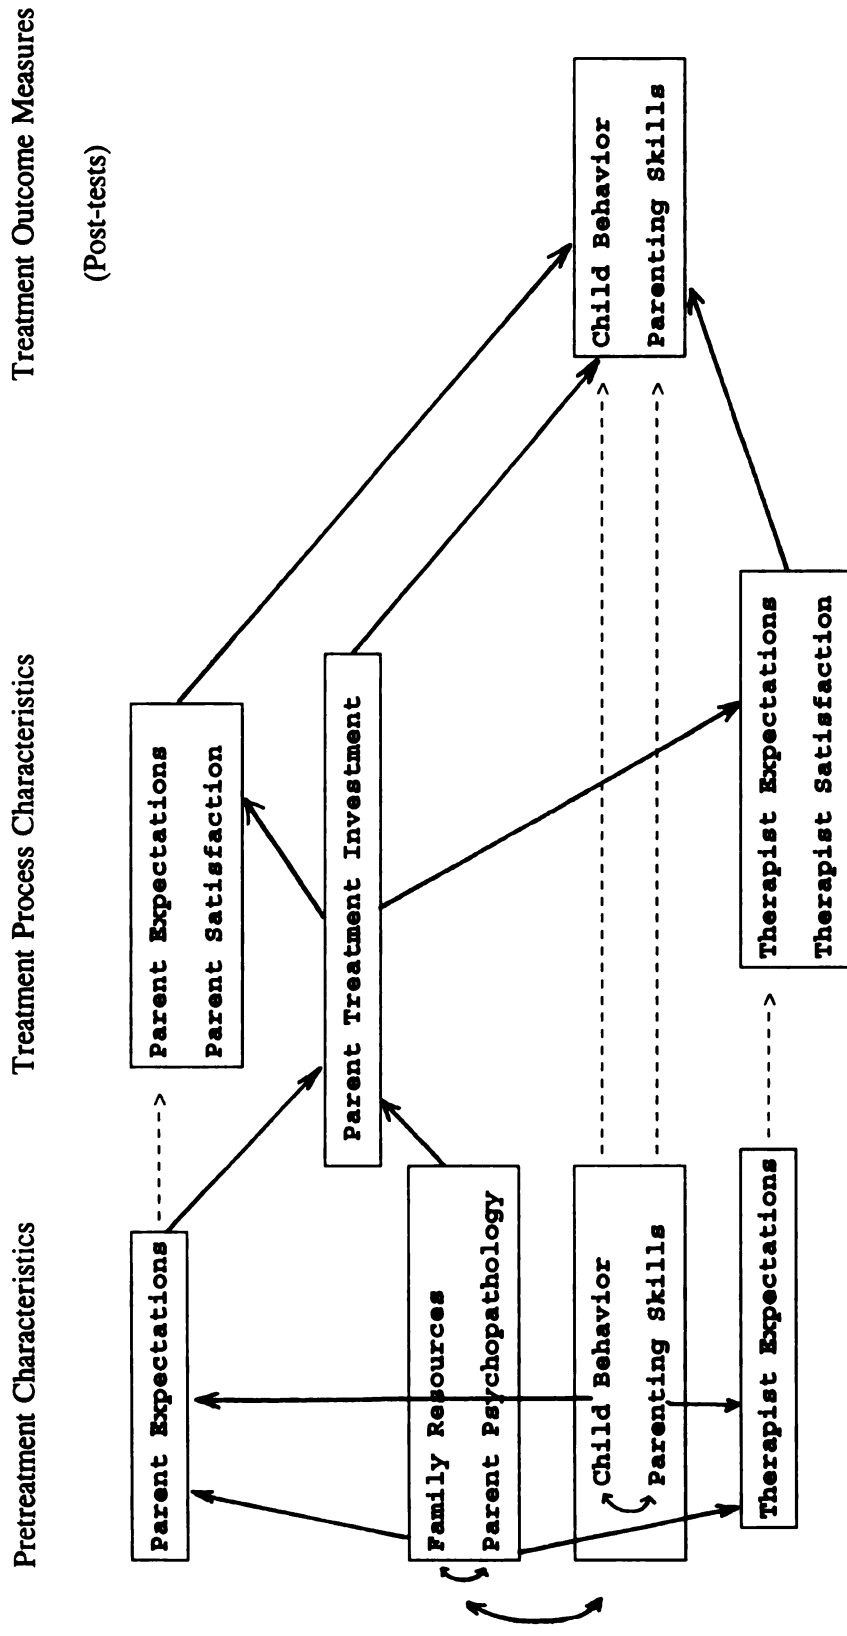 Pretreatment Characteristics
Treatment Process Characteristics
Treatment Outcome Measures
(Post-tests)
Parent Expectations
Parent Expectations
Parent Satisfaction
Parent Treatment Investment
Family Resources
Parent Psychopathology
Child Behavior
Parenting Skills
Child Behavior
Parenting Skills
Therapist Expectations
Therapist Expectations
Therapist Satisfaction